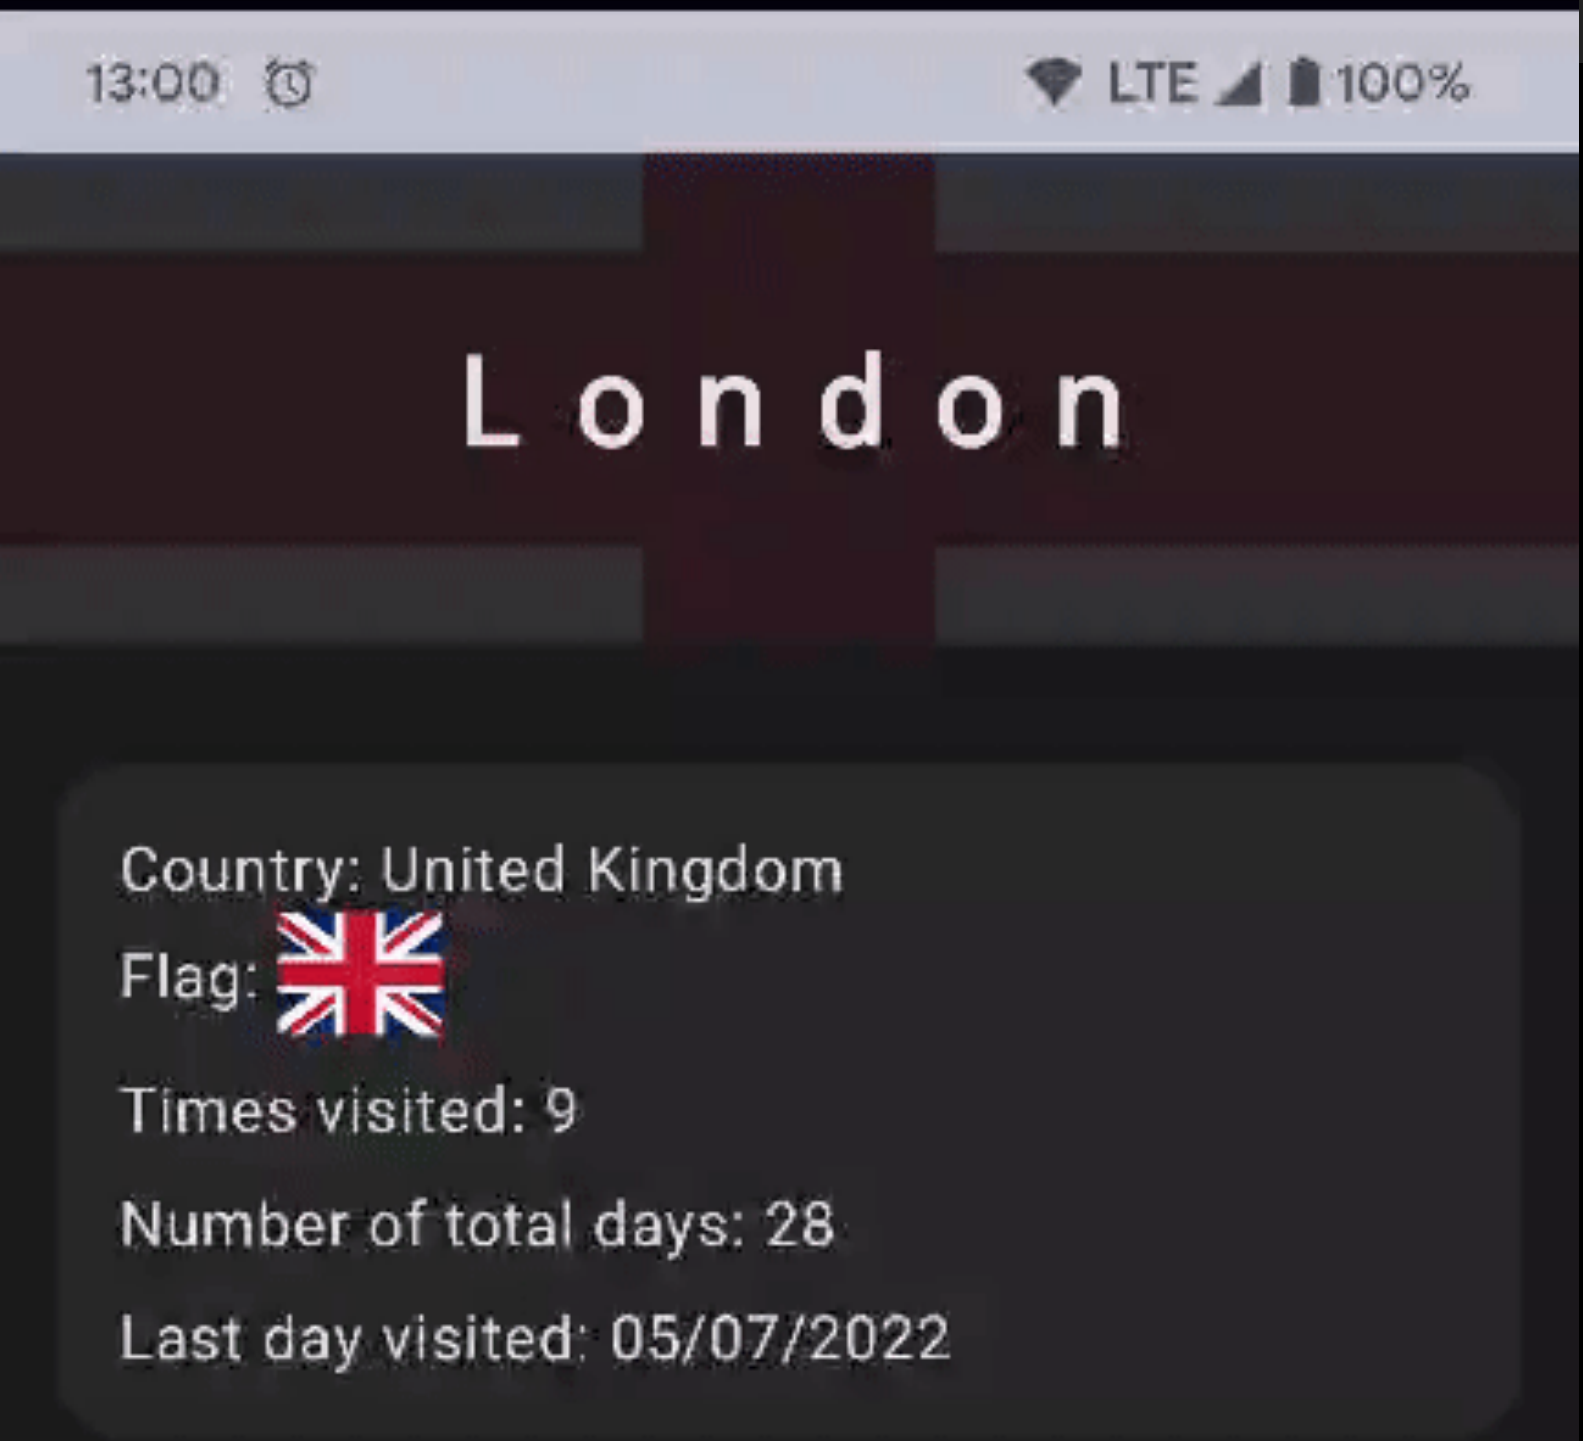 13:00 LTE 100%
London
Country: United Kingdom
Flag:
Times visited: 9
Number of total days: 28
Last day visited: 05/07/2022